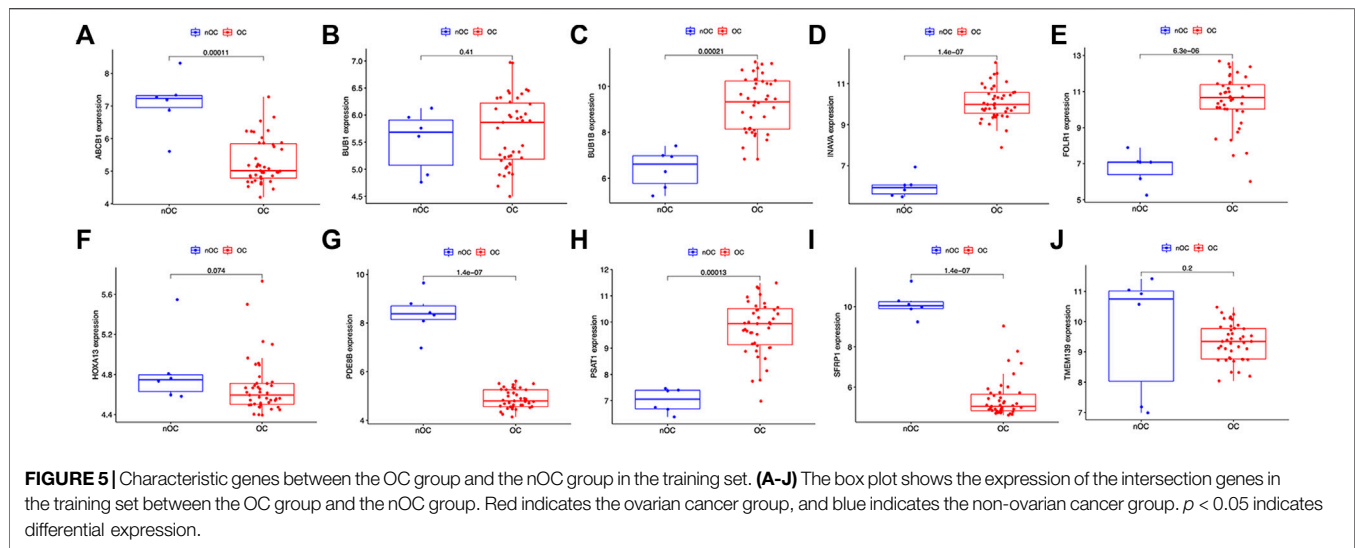 A
nOC OC
0.00011
8
7
6
5
4
ABCB1 expression
nOC OC
B
nOC OC
0.41
7.0
6.5
6.0
5.5
5.0
4.5
BUB1 expression
nOC OC
C
nOC OC
0.00021
10
8
6
BUB1B expression
nOC OC
D
nOC OC
1.4e-07
11
9
7
INAVA expression
nOC OC
E
nOC OC
6.3e-06
13
11
9
7
5
FOLR1 expression
nOC OC
F
nOC OC
0.074
5.6
5.2
4.8
4.4
HOXA13 expression
nOC OC
G
nOC OC
1.4e-07
10
8
6
4
PDE8B expression
nOC OC
H
nOC OC
0.00013
12
11
10
9
8
7
6
PSAT1 expression
nOC OC
I
nOC OC
1.4e-07
10
8
6
SFRP1 expression
nOC OC
J
nOC OC
0.2
11
10
9
8
7
TMEM139 expression
nOC OC
FIGURE 5 | Characteristic genes between the OC group and the nOC group in the training set. (A-J) The box plot shows the expression of the intersection genes in
the training set between the OC group and the nOC group. Red indicates the ovarian cancer group, and blue indicates the non-ovarian cancer group. p < 0.05 indicates
differential expression.